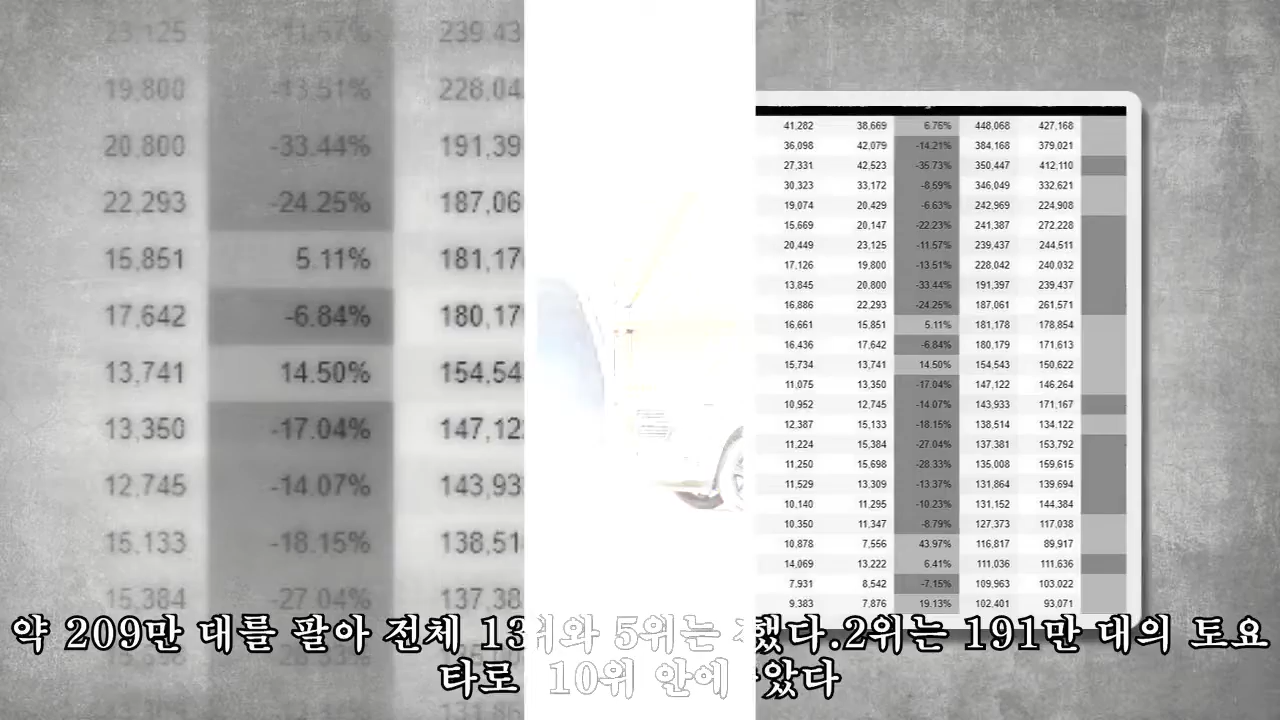 23,125 -11.57% 239,43
19,800 -13.51% 228,04
20,800 -33.44% 191,39
22,293 -24.25% 187,06
15,851 5.11% 181,17
17,642 -6.84% 180,17
13,741 14.50% 154,54
13,350 -17.04% 147,12
12,745 -14.07% 143,93
15,133 -18.15% 138,51
15,384 -27.04% 137,38
41,282 38,669 6.76% 448,068 427,168
36,098 42,079 -14.21% 384,168 379,021
27,331 42,523 -35.73% 350,447 412,110
30,323 33,172 -8.59% 346,049 332,621
19,074 20,429 -6.63% 242,969 224,908
15,669 20,147 -22.23% 241,387 272,228
20,449 23,125 -11.57% 239,437 244,511
17,126 19,800 -13.51% 228,042 240,032
13,845 20,800 -33.44% 191,397 239,437
16,886 22,293 -24.25% 187,061 261,571
16,661 15,851 5.11% 181,178 178,854
16,436 17,642 -6.84% 180,179 171,613
15,734 13,741 14.50% 154,543 150,622
11,075 13,350 -17.04% 147,122 146,264
10,952 12,745 -14.07% 143,933 171,167
12,387 15,133 -18.15% 138,514 134,122
11,224 15,384 -27.04% 137,381 153,792
11,250 15,698 -28.33% 135,008 159,615
11,529 13,309 -13.37% 131,864 139,694
10,140 11,295 -10.23% 131,152 144,384
10,350 11,347 -8.79% 127,373 117,038
10,878 7,556 43.97% 116,817 89,917
14,069 13,222 6.41% 111,036 111,636
7,931 8,542 -7.15% 109,963 103,022
9,383 7,876 19.13% 102,401 93,071
약 209만 대를 팔아 전체 13위와 5위는 했다.2위는 191만 대의 토요
타로 10위 안에